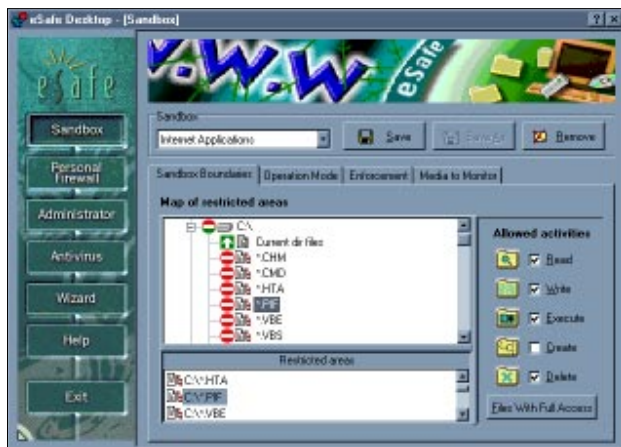 eSafe Desktop - [Sandbox]
eSafe
Sandbox
Personal
Firewall
Administrator
Antivirus
Wizard
Help
Exit
W.W.W
eSafe
Sandbox
Internet Applications
Save
Save As
Remove
Sandbox Boundaries
Operation Mode
Enforcement
Media to Monitor
Map of restricted areas
C:\
Current dir files
*.CHM
*.CMD
*.HTA
*.PIF
*.VBE
*.VBS
Restricted areas
C:\*.HTA
C:\*.PIF
C:\*.VBE
Allowed activities
Read
Write
Execute
Create
Delete
Files With Full Access